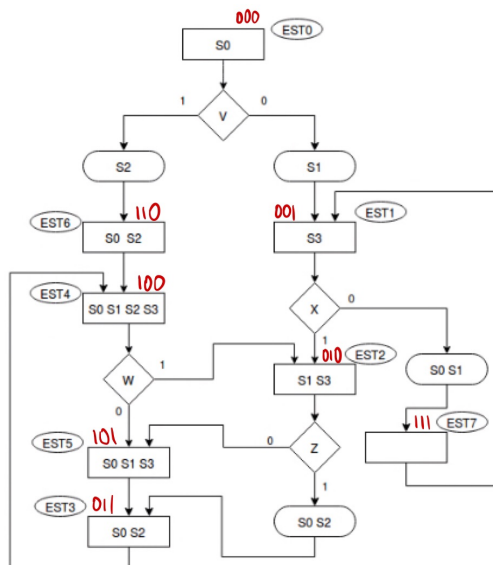 000
S0
EST0
1
V
0
S2
S1
110
EST6
S0 S2
001
EST1
S3
100
EST4
S0 S1 S2 S3
X
0
1
W
1
0
010
EST2
S1 S3
S0 S1
111
EST7
101
EST5
S0 S1 S3
0
Z
1
011
EST3
S0 S2
S0 S2